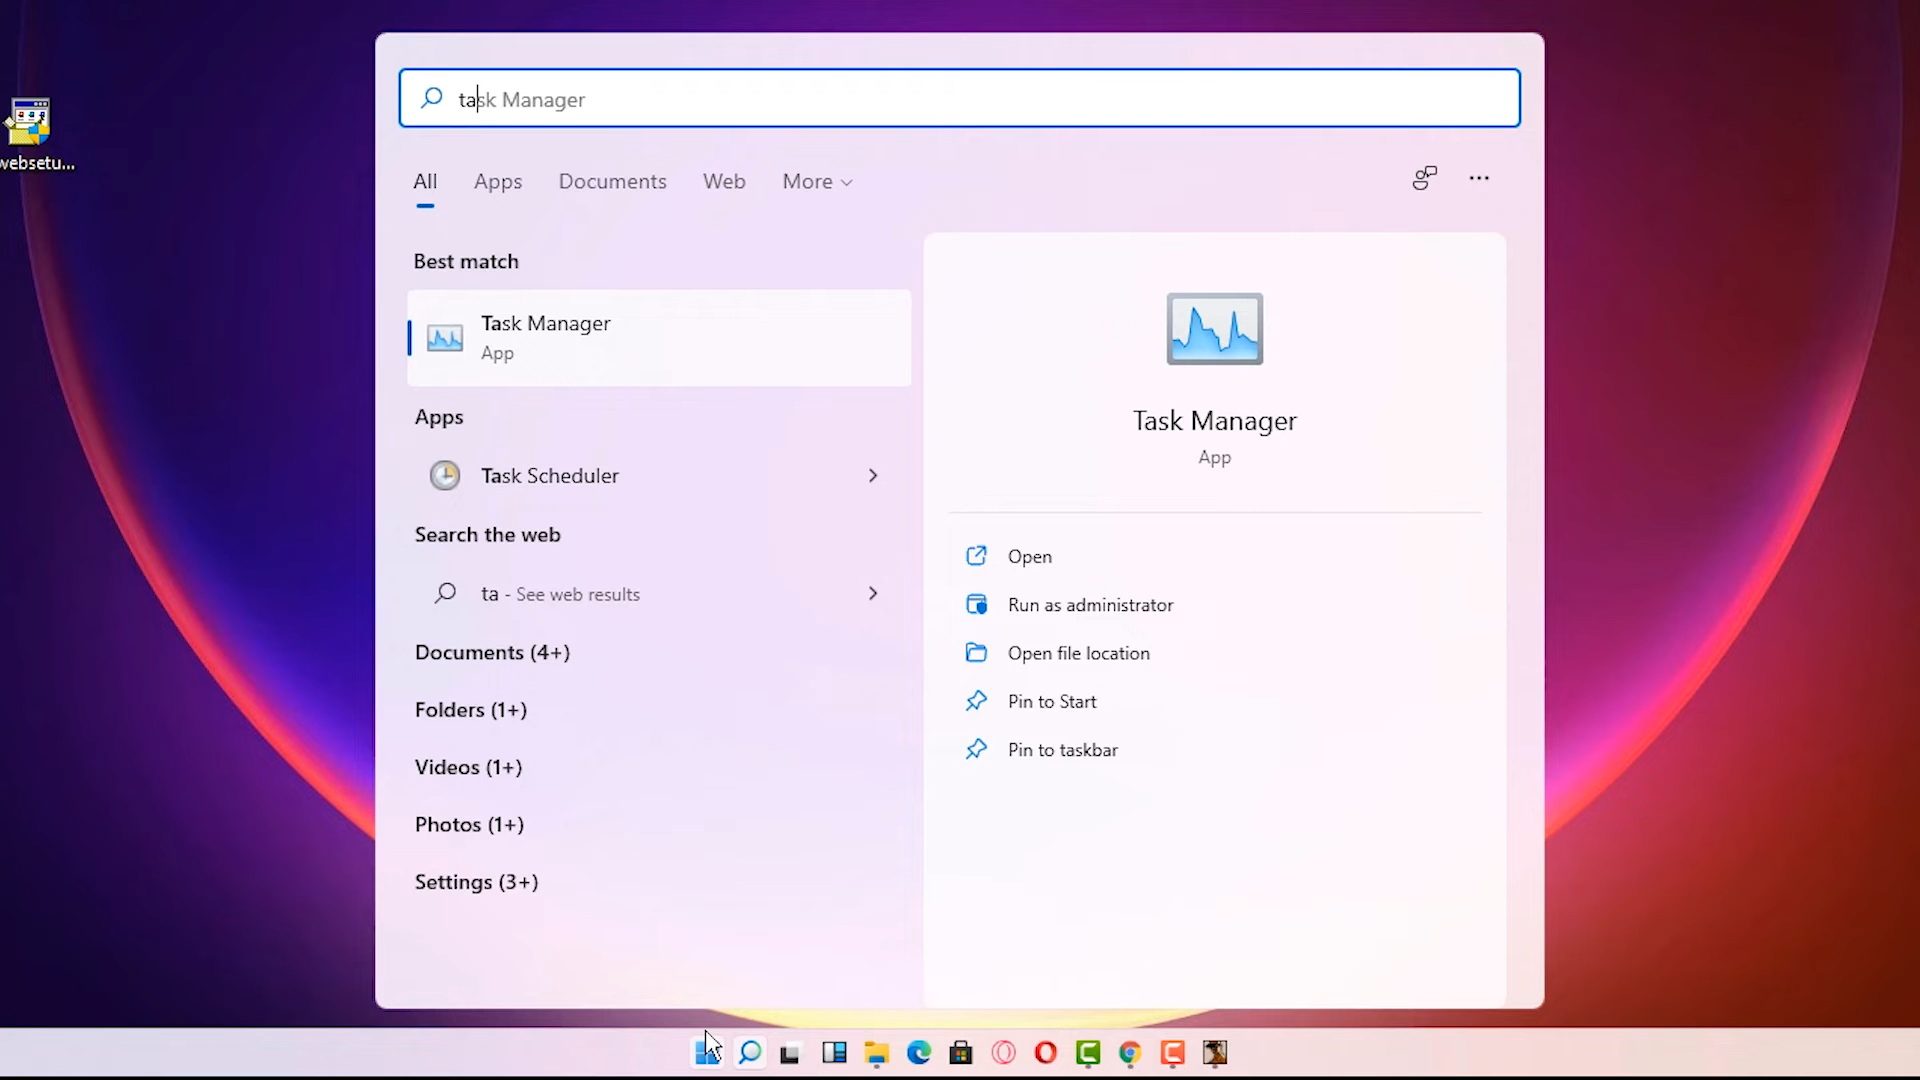 task Manager
websetu...
All Apps Documents Web More
Best match
Task Manager
App
Apps
Task Scheduler
Search the web
ta - See web results
Documents (4+)
Folders (1+)
Videos (1+)
Photos (1+)
Settings (3+)
Task Manager
App
Open
Run as administrator
Open file location
Pin to Start
Pin to taskbar